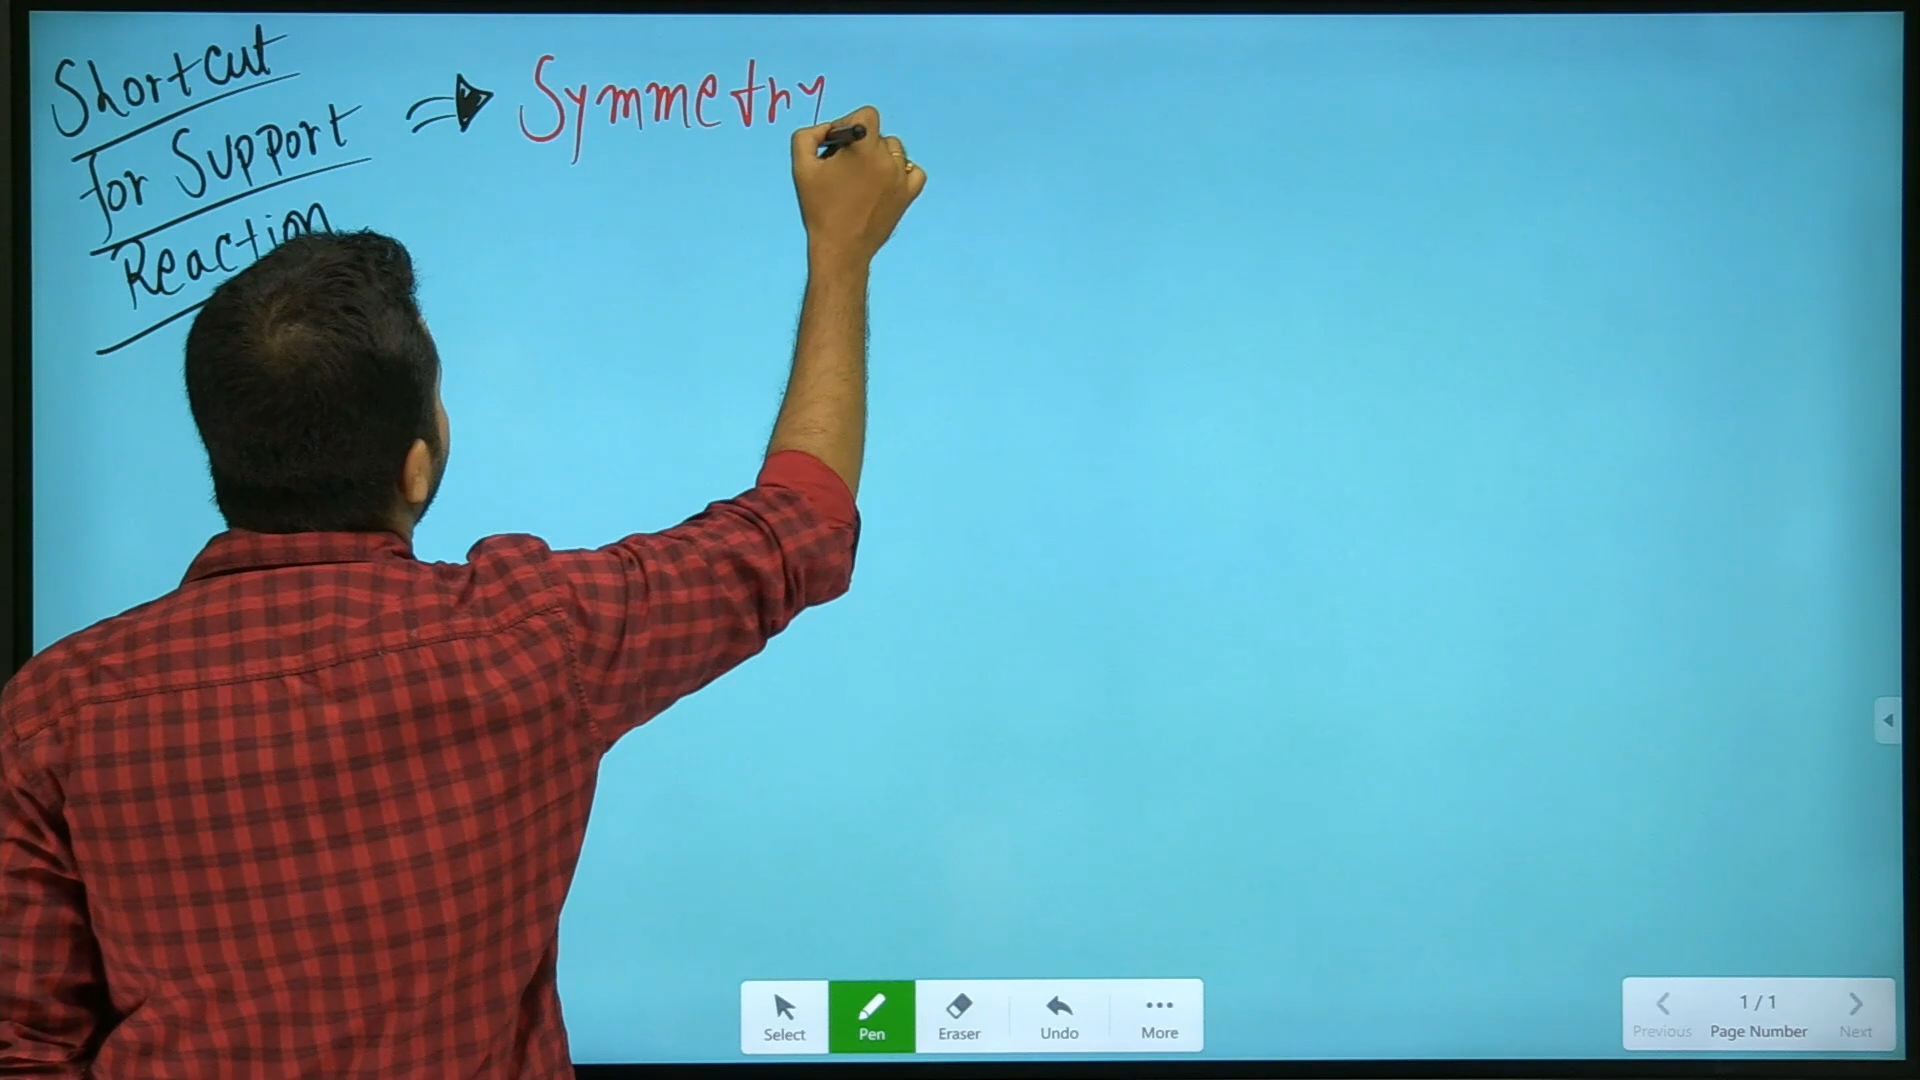 Shortcut
for Support
Reaction
⇒ Symmetry
Select
Pen
Eraser
Undo
More
1 / 1
Previous
Page Number
Next